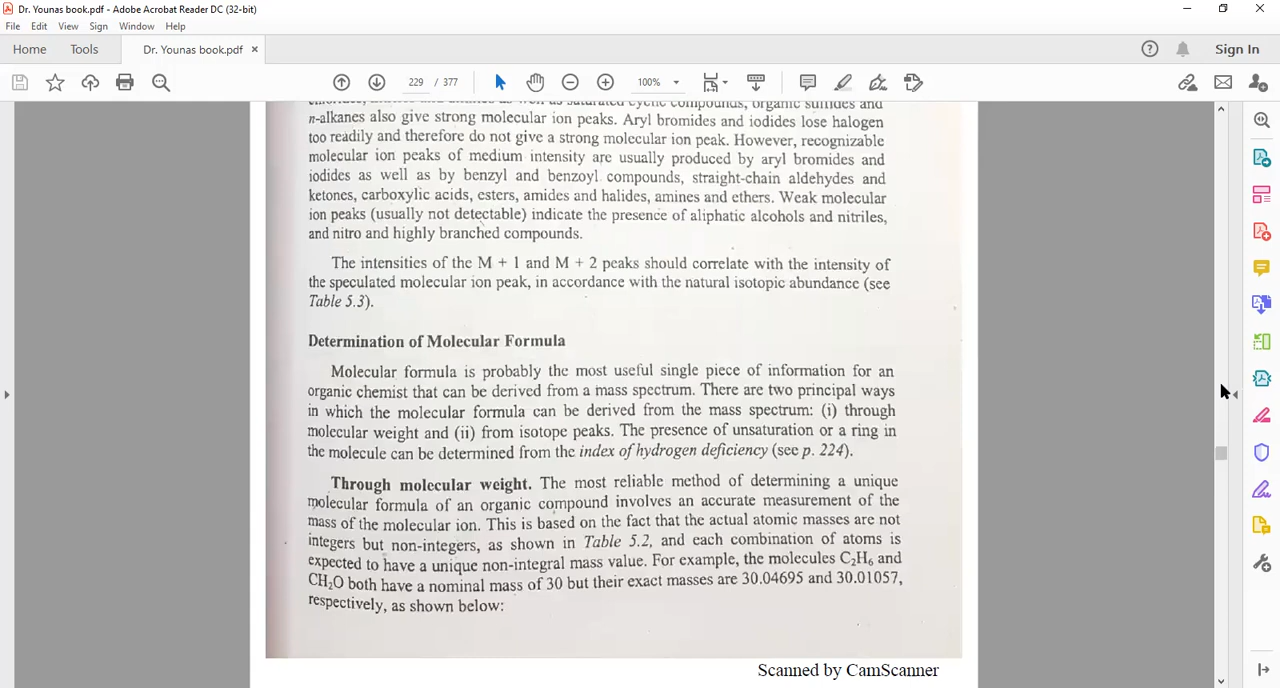 Dr. Younas book.pdf - Adobe Acrobat Reader DC (32-bit)
File Edit View Sign Window Help
Home Tools Dr. Younas book.pdf × Sign In
229 / 377 100%
saturated cyclic compounds, organic sulfides and
n-alkanes also give strong molecular ion peaks. Aryl bromides and iodides lose halogen
too readily and therefore do not give a strong molecular ion peak. However, recognizable
molecular ion peaks of medium intensity are usually produced by aryl bromides and
iodides as well as by benzyl and benzoyl compounds, straight-chain aldehydes and
ketones, carboxylic acids, esters, amides and halides, amines and ethers. Weak molecular
ion peaks (usually not detectable) indicate the presence of aliphatic alcohols and nitriles,
and nitro and highly branched compounds.
The intensities of the M + 1 and M + 2 peaks should correlate with the intensity of
the speculated molecular ion peak, in accordance with the natural isotopic abundance (see
Table 5.3).
Determination of Molecular Formula
Molecular formula is probably the most useful single piece of information for an
organic chemist that can be derived from a mass spectrum. There are two principal ways
in which the molecular formula can be derived from the mass spectrum: (i) through
molecular weight and (ii) from isotope peaks. The presence of unsaturation or a ring in
the molecule can be determined from the index of hydrogen deficiency (see p. 224).
Through molecular weight. The most reliable method of determining a unique
molecular formula of an organic compound involves an accurate measurement of the
mass of the molecular ion. This is based on the fact that the actual atomic masses are not
integers but non-integers, as shown in Table 5.2, and each combination of atoms is
expected to have a unique non-integral mass value. For example, the molecules C₂H₆ and
CH₂O both have a nominal mass of 30 but their exact masses are 30.04695 and 30.01057,
respectively, as shown below:
Scanned by CamScanner